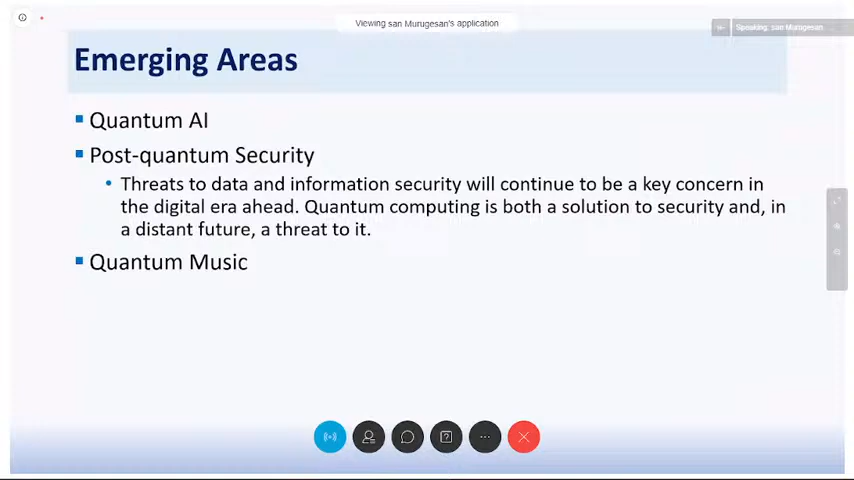 Viewing san Murugesan's application
Speaking: san Murugesan
Emerging Areas
Quantum AI
Post-quantum Security
Threats to data and information security will continue to be a key concern in
the digital era ahead. Quantum computing is both a solution to security and, in
a distant future, a threat to it.
Quantum Music